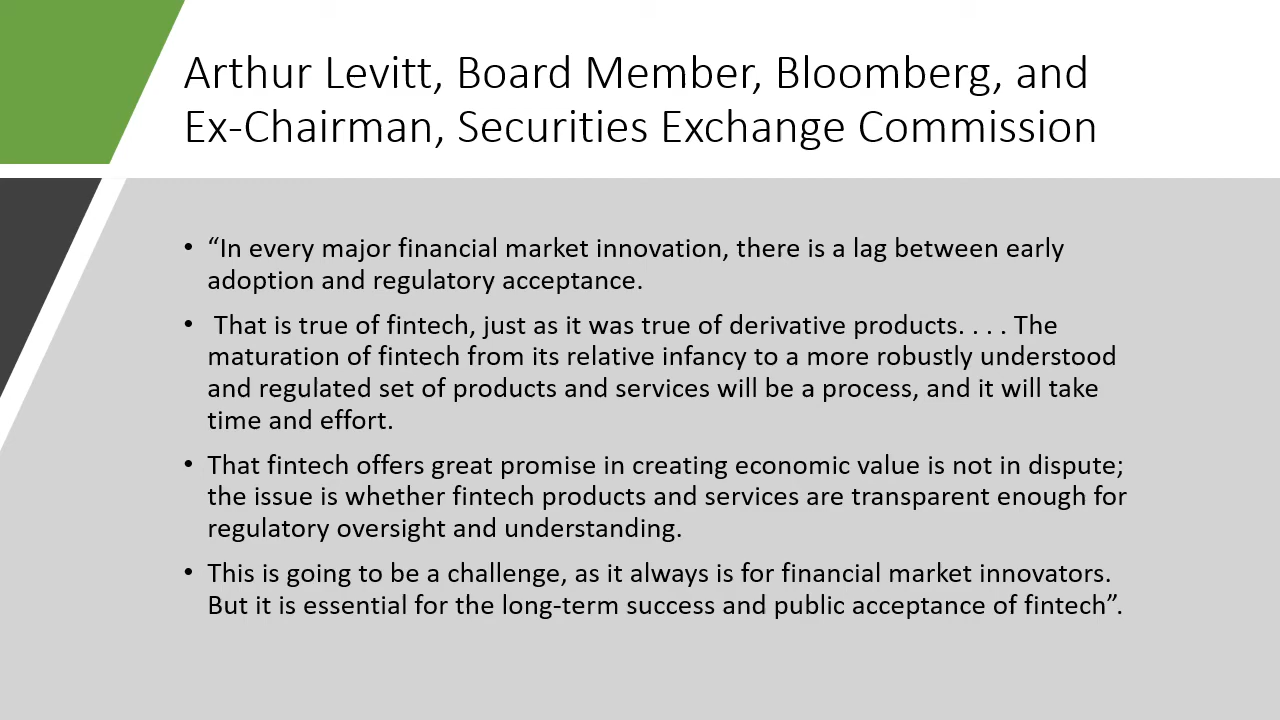 Arthur Levitt, Board Member, Bloomberg, and
Ex-Chairman, Securities Exchange Commission
• “In every major financial market innovation, there is a lag between early
adoption and regulatory acceptance.
• That is true of fintech, just as it was true of derivative products. . . . The
maturation of fintech from its relative infancy to a more robustly understood
and regulated set of products and services will be a process, and it will take
time and effort.
• That fintech offers great promise in creating economic value is not in dispute;
the issue is whether fintech products and services are transparent enough for
regulatory oversight and understanding.
• This is going to be a challenge, as it always is for financial market innovators.
But it is essential for the long-term success and public acceptance of fintech”.